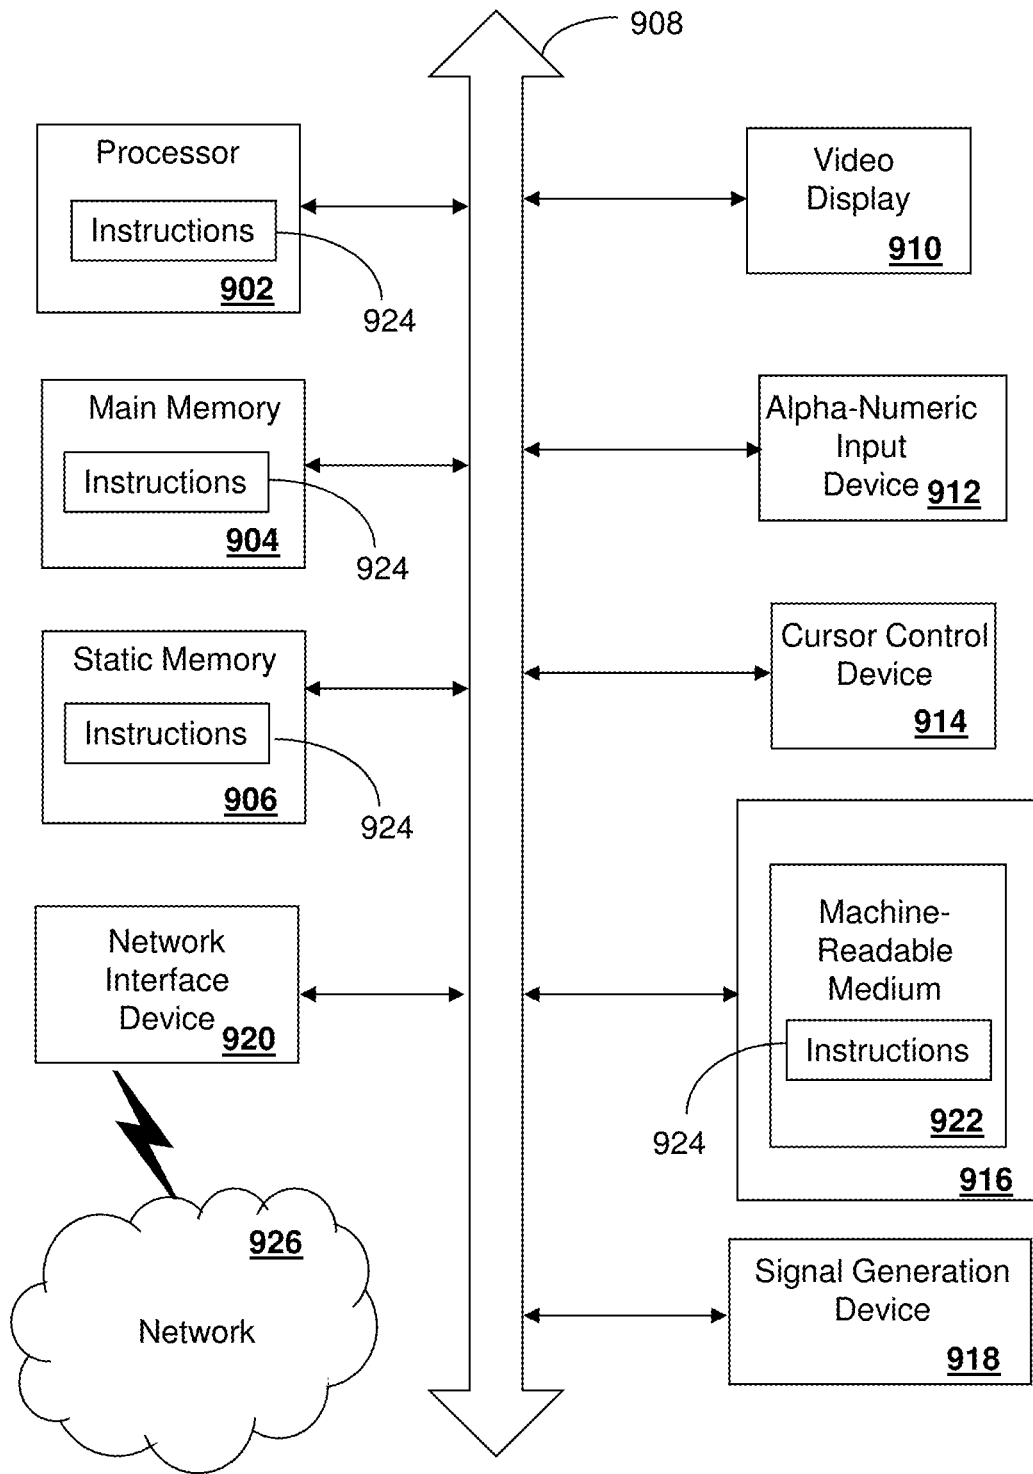 908
Processor
Instructions
902
924
Main Memory
Instructions
904
924
Static Memory
Instructions
906
924
Network
Interface
Device 920
926
Network
Video
Display
910
Alpha-Numeric
Input
Device 912
Cursor Control
Device
914
Machine-
Readable
Medium
Instructions
924
922
916
Signal Generation
Device
918